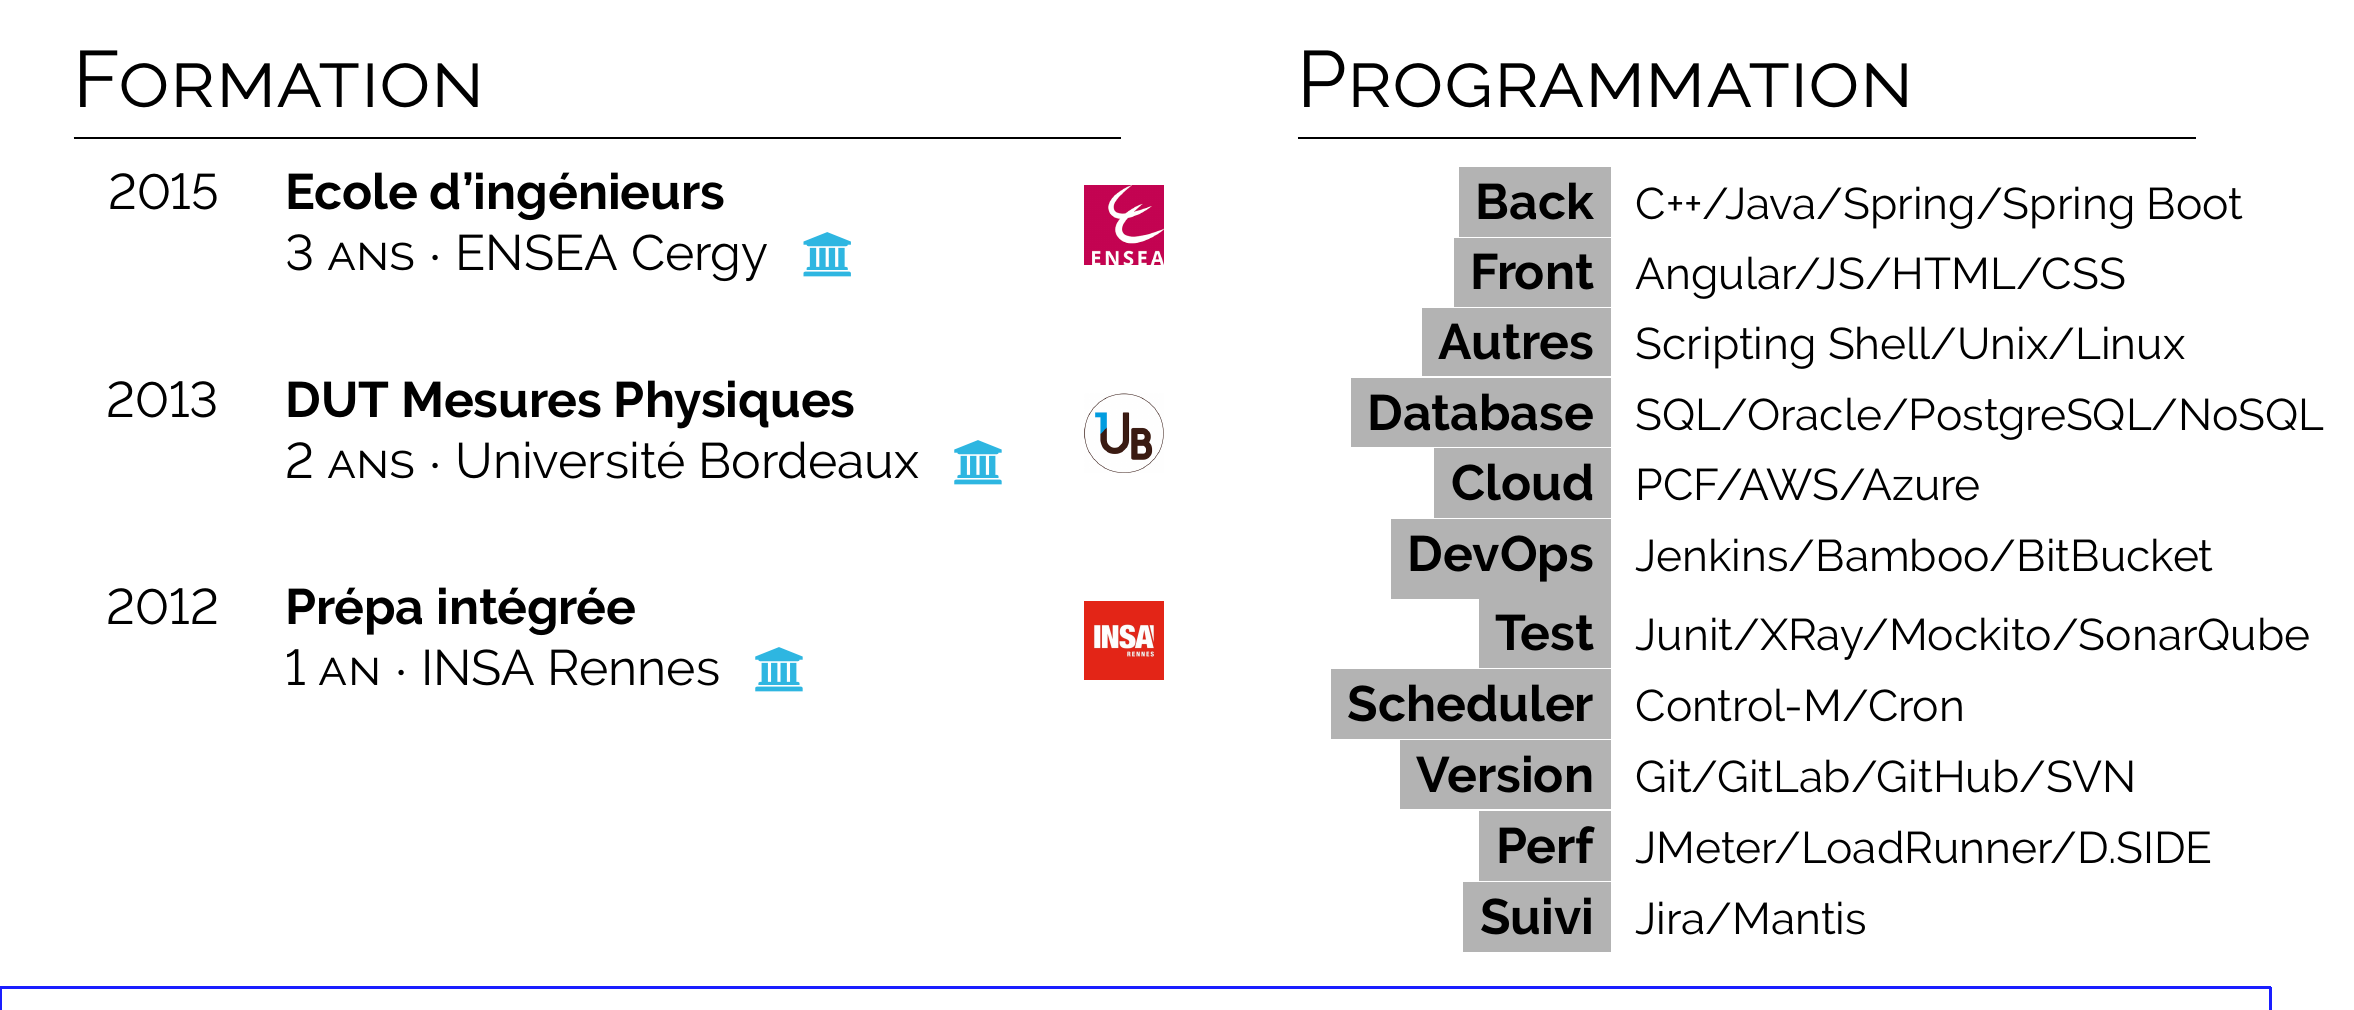 FORMATION
2015 Ecole d'ingénieurs
3 ANS · ENSEA Cergy
ENSEA
2013 DUT Mesures Physiques
2 ANS · Université Bordeaux
UB
2012 Prépa intégrée
1 AN · INSA Rennes
INSA
RENNES
PROGRAMMATION
Back C++/Java/Spring/Spring Boot
Front Angular/JS/HTML/CSS
Autres Scripting Shell/Unix/Linux
Database SQL/Oracle/PostgreSQL/NoSQL
Cloud PCF/AWS/Azure
DevOps Jenkins/Bamboo/BitBucket
Test Junit/XRay/Mockito/SonarQube
Scheduler Control-M/Cron
Version Git/GitLab/GitHub/SVN
Perf JMeter/LoadRunner/D.SIDE
Suivi Jira/Mantis